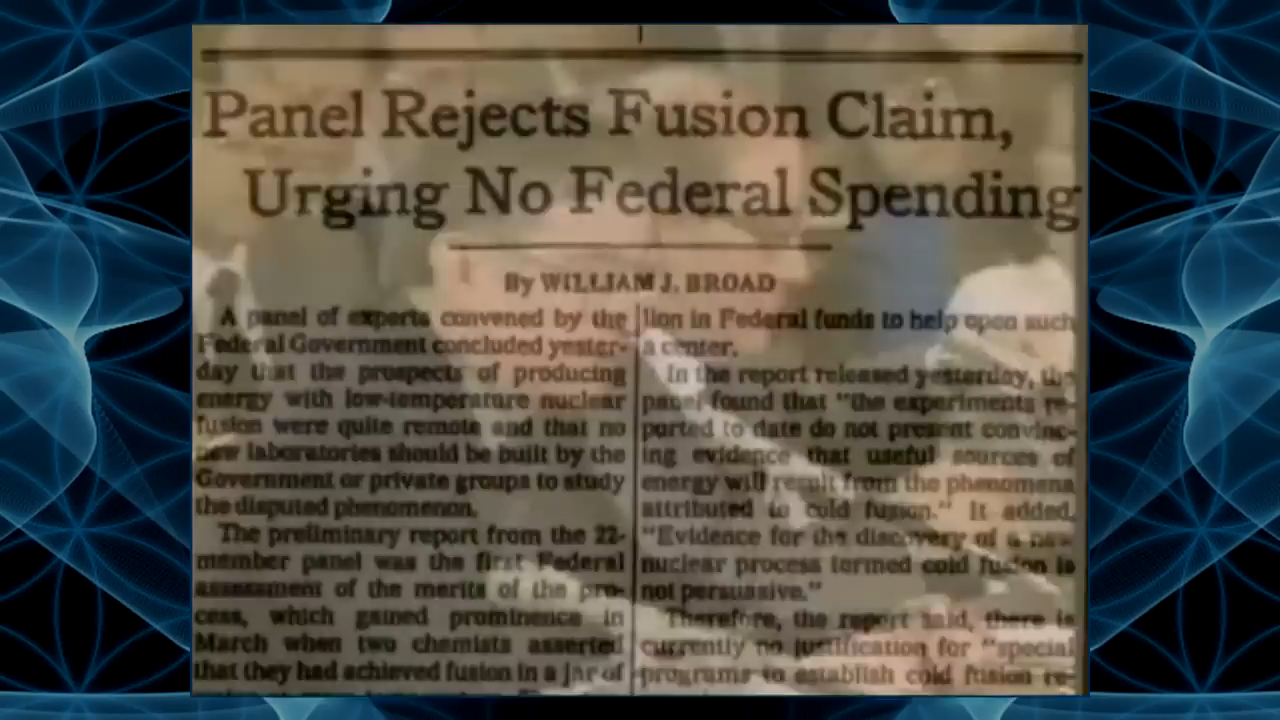 Panel Rejects Fusion Claim,
Urging No Federal Spending
By WILLIAM J. BROAD
A panel of experts convened by the
Federal Government concluded yester-
day that the prospects of producing
energy with low-temperature nuclear
fusion were quite remote and that no
new laboratories should be built by the
Government or private groups to study
the disputed phenomenon.
The preliminary report from the 22-
member panel was the first Federal
assessment of the merits of the pro-
cess, which gained prominence in
March when two chemists asserted
that they had achieved fusion in a jar of
lion in Federal funds to help open such
a center.
In the report released yesterday, the
panel found that "the experiments re-
ported to date do not present convinc-
ing evidence that useful sources of
energy will result from the phenomena
attributed to cold fusion." It added,
"Evidence for the discovery of a new
nuclear process termed cold fusion is
not persuasive."
Therefore, the report said, there is
currently no justification for "special
programs to establish cold fusion re-